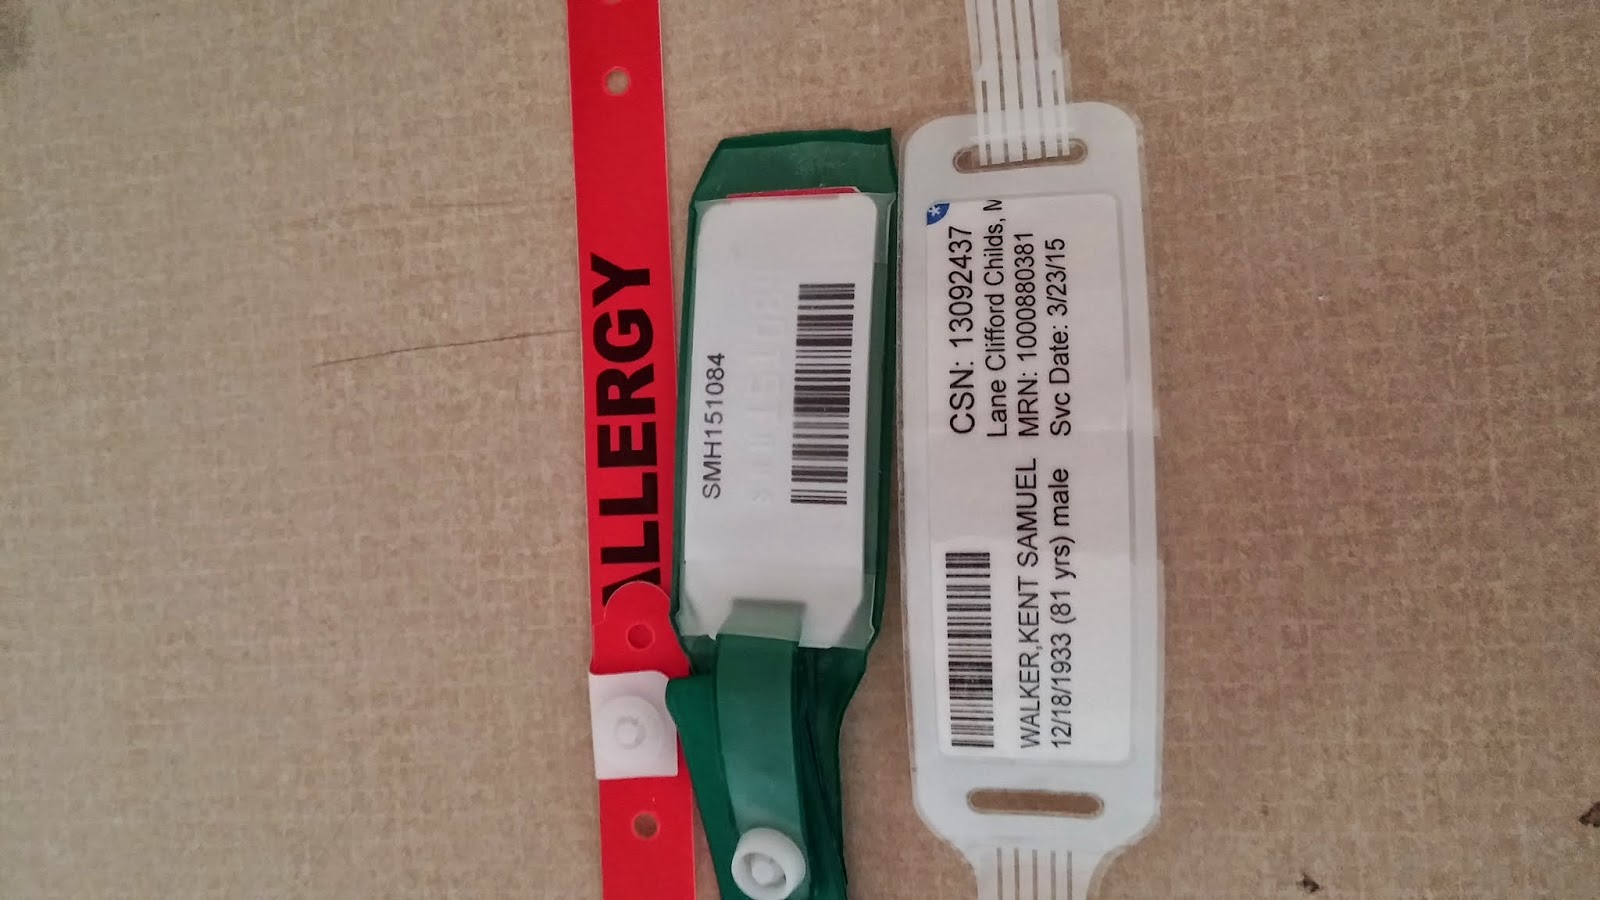 ALLERGY
SMH151084
WALKER,KENT SAMUEL
12/18/1933 (81 yrs) male
CSN: 13092437
Lane Clifford Childs, M
MRN: 1000880381
Svc Date: 3/23/15